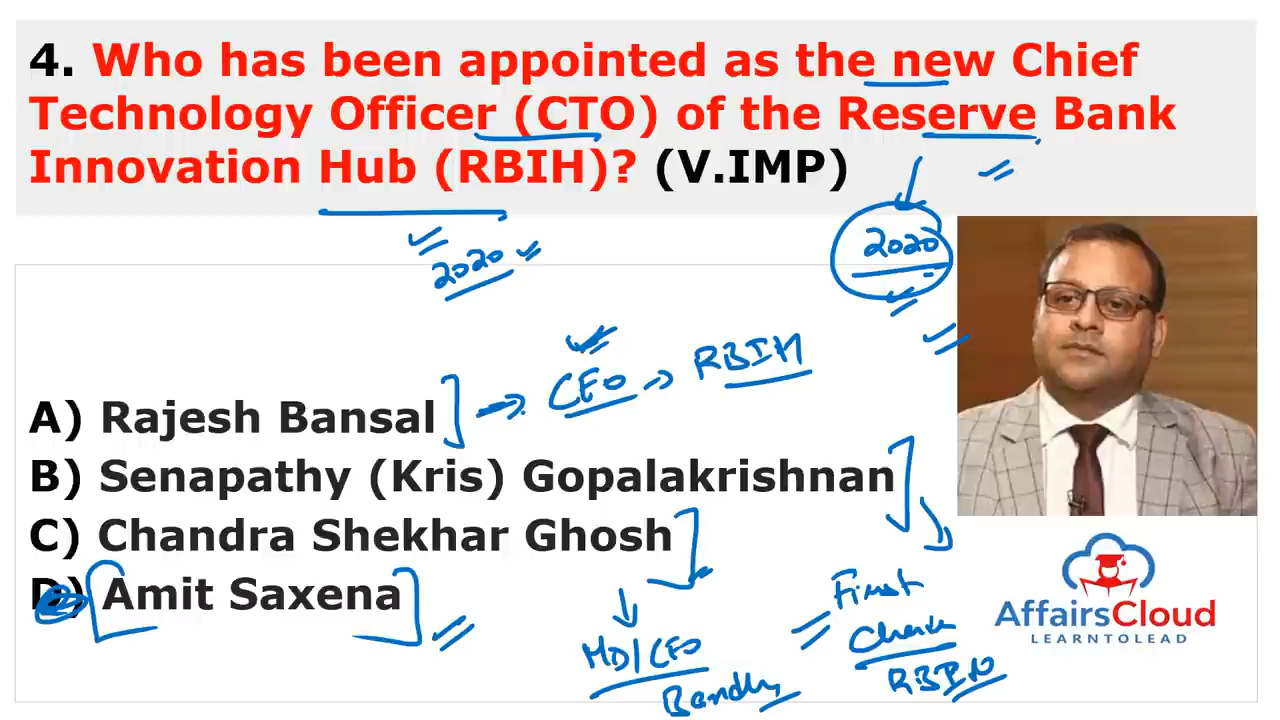 4. Who has been appointed as the new Chief
Technology Officer (CTO) of the Reserve Bank
Innovation Hub (RBIH)? (V.IMP)
2020
2020
A) Rajesh Bansal → CEO → RBIH
B) Senapathy (Kris) Gopalakrishnan
C) Chandra Shekhar Ghosh
D) Amit Saxena
MD/CEO
First
RBIH
AffairsCloud
LEARNTOLEAD